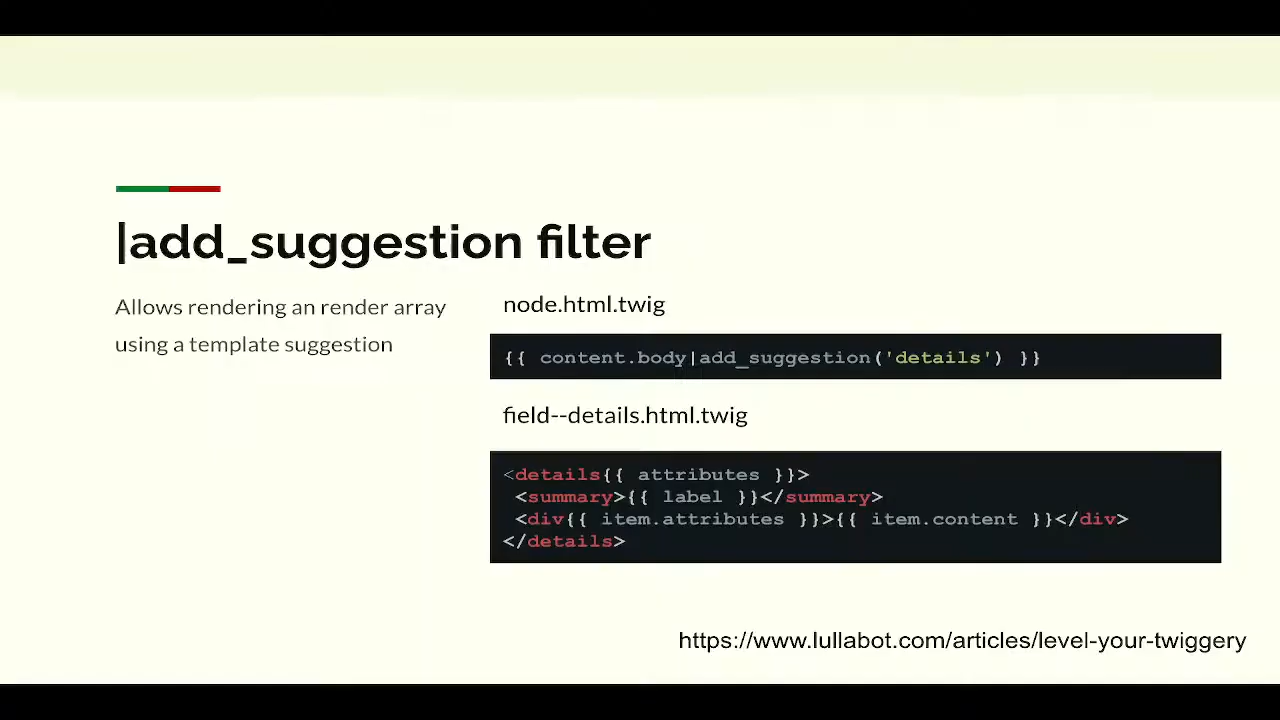 |add_suggestion filter
Allows rendering an render array
using a template suggestion
node.html.twig
{{ content.body|add_suggestion('details') }}
field--details.html.twig
<details{{ attributes }}>
<summary>{{ label }}</summary>
<div{{ item.attributes }}>{{ item.content }}</div>
</details>
https://www.lullabot.com/articles/level-your-twiggery